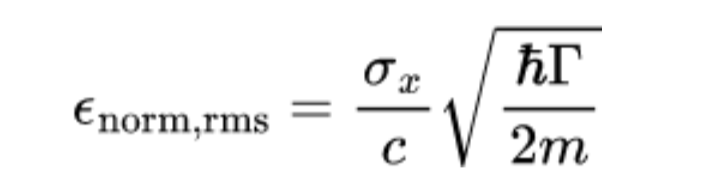 ϵ_norm,rms = σ_x / c √(ħΓ / 2m)